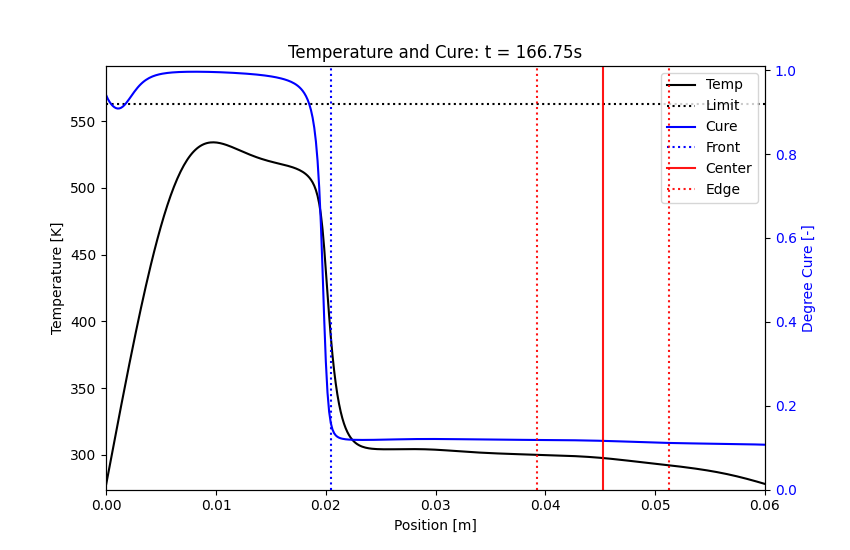 Temperature and Cure: t = 166.75s
Temp
Limit
Cure
Front
Center
Edge
550
500
450
400
350
300
Temperature [K]
1.0
0.8
0.6
0.4
0.2
0.0
Degree Cure [-]
0.00 0.01 0.02 0.03 0.04 0.05 0.06
Position [m]